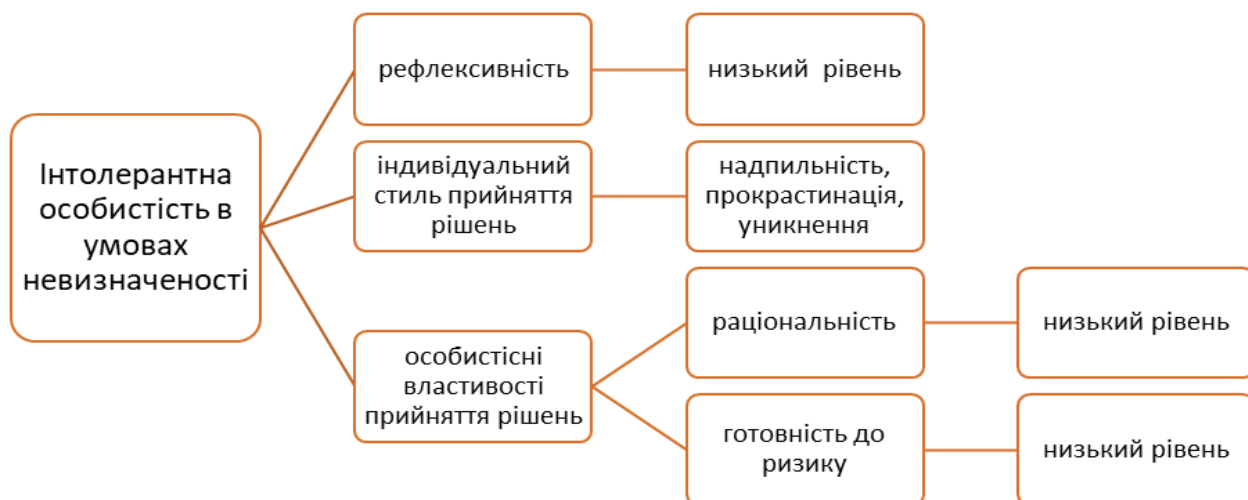 Інтолерантна
особистість в
умовах
невизначеності
рефлексивність
низький рівень
індивідуальний
стиль прийняття
рішень
надпильність,
прокрастинація,
уникнення
особистісні
властивості
прийняття рішень
раціональність
низький рівень
готовність до
ризику
низький рівень